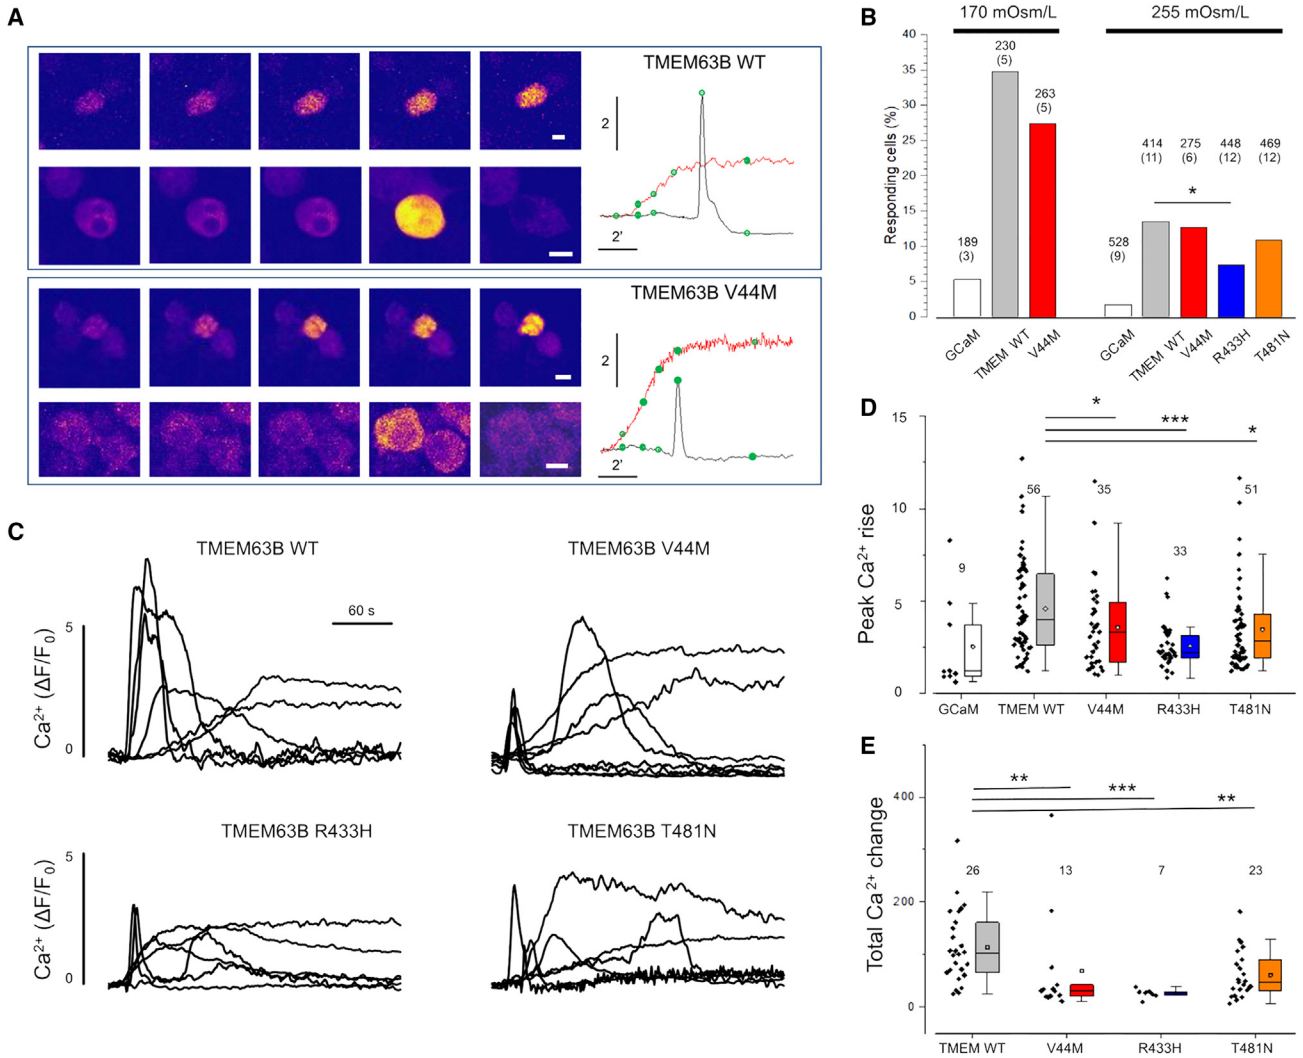 A
TMEM63B WT
2
2'
TMEM63B V44M
2
2'
B
170 mOsm/L
255 mOsm/L
Responding cells (%)
40
35
30
25
20
15
10
5
0
189
(3)
230
(5)
263
(5)
528
(9)
414
(11)
275
(6)
448
(12)
469
(12)
*
GCaM
TMEM WT
V44M
GCaM
TMEM WT
V44M
R433H
T481N
C
TMEM63B WT
TMEM63B V44M
60 s
5
0
Ca2+ (ΔF/F0)
TMEM63B R433H
TMEM63B T481N
5
0
Ca2+ (ΔF/F0)
D
Peak Ca2+ rise
15
10
5
0
*
***
*
9
56
35
33
51
GCaM
TMEM WT
V44M
R433H
T481N
E
Total Ca2+ change
400
200
0
**
***
**
26
13
7
23
TMEM WT
V44M
R433H
T481N